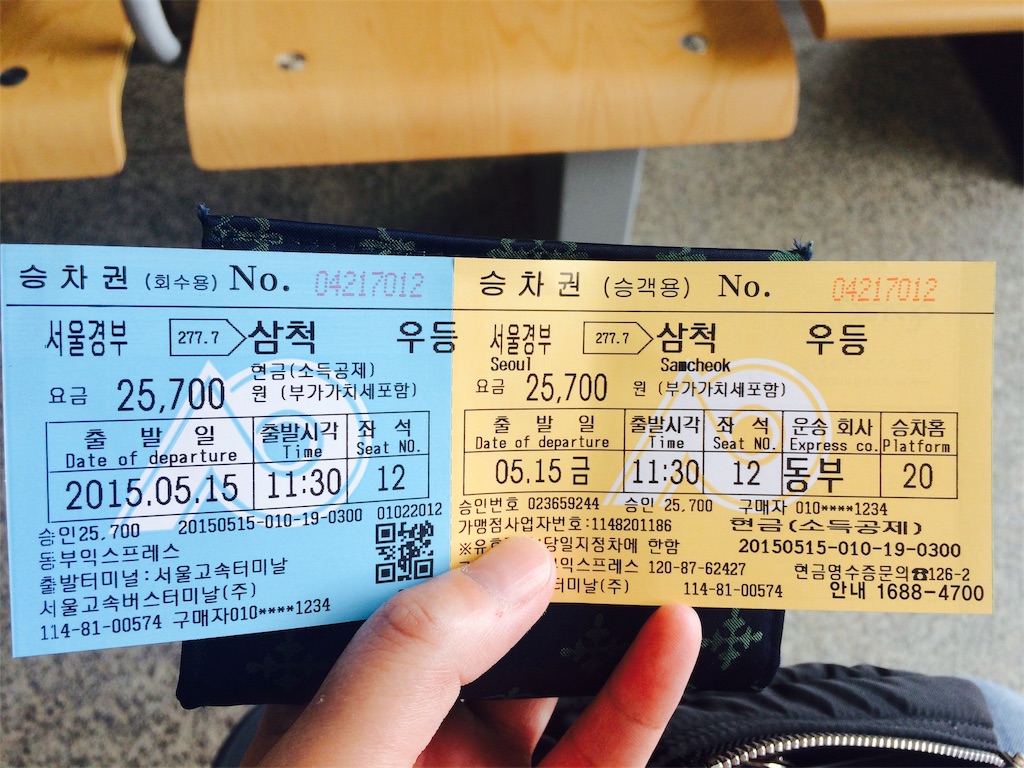 승 차 권 (회수용) No. 04217012
서울경부 277.7 삼척 우등
현금(소득공제)
요금 25,700 원 (부가가치세포함)
출 발 일 출발시각 좌 석
Date of departure Time Seat NO.
2015.05.15 11:30 12
승인25.700 20150515-010-19-0300 01022012
동부익스프레스
출발터미널:서울고속터미날
서울고속버스터미날(주)
114-81-00574 구매자010****1234
승 차 권 (승객용) No. 04217012
서울경부 277.7 삼척 우등
Seoul Samcheok
요금 25,700 원 (부가가치세포함)
출 발 일 출발시각 좌 석 운송 회사 승차홈
Date of departure Time Seat NO. Express co. Platform
05.15 금 11:30 12 동부 20
승인번호 023659244 승인 25.700 구매자 010****1234
가맹점사업자번호:1148201186 현금(소득공제)
당일지정차에 한함 20150515-010-19-0300
익스프레스 120-87-62427 현금영수증문의☎126-2
터미날(주) 114-81-00574 안내 1688-4700